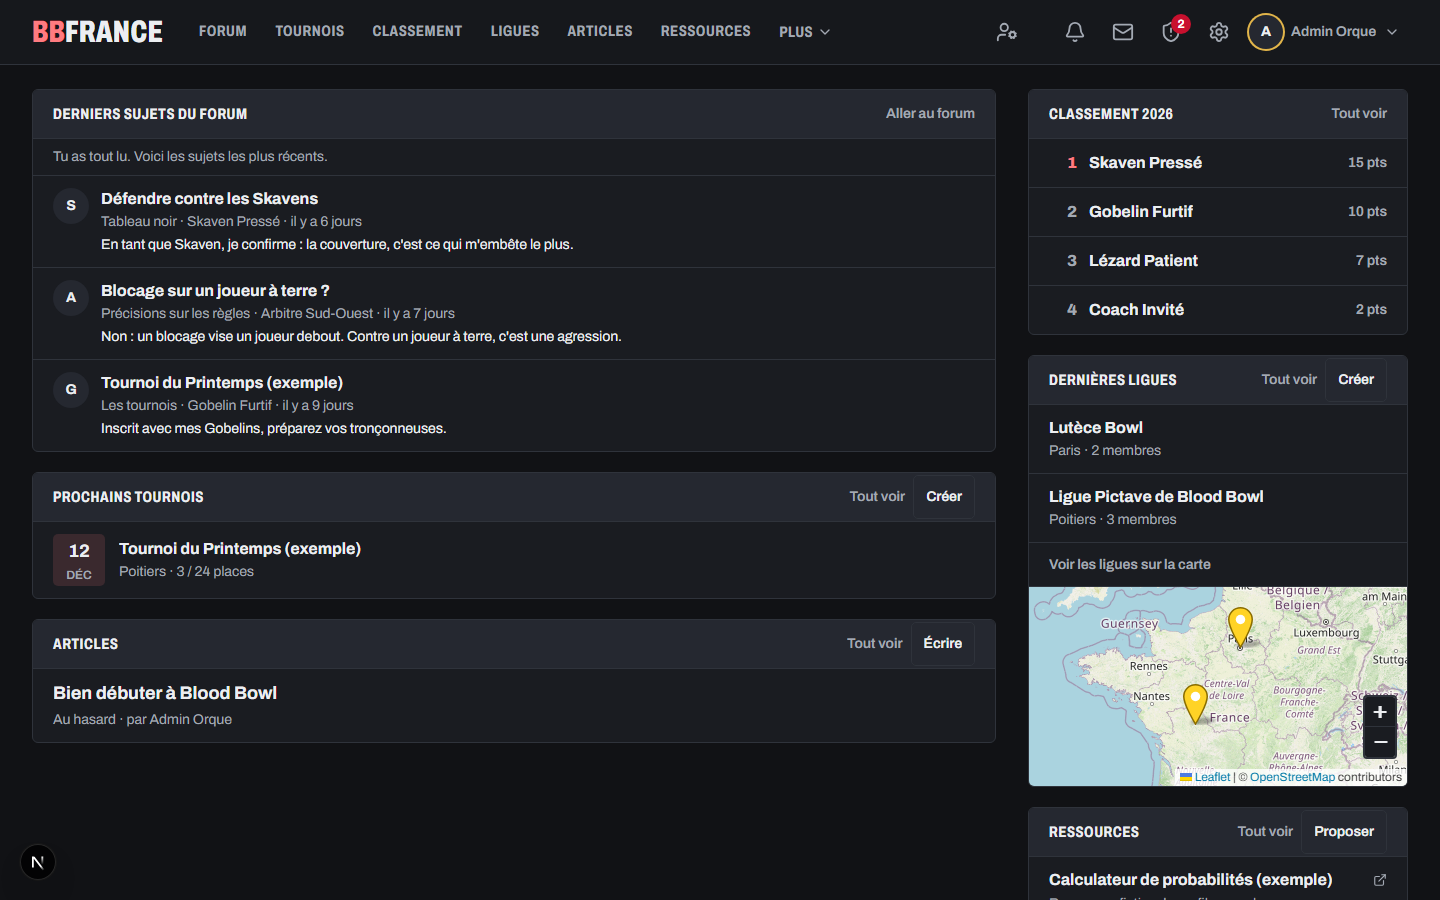 BBFRANCE
FORUM
TOURNOIS
CLASSEMENT
LIGUES
ARTICLES
RESSOURCES
PLUS
2
A
Admin Orque
DERNIERS SUJETS DU FORUM
Aller au forum
Tu as tout lu. Voici les sujets les plus récents.
S
Défendre contre les Skavens
Tableau noir · Skaven Pressé · il y a 6 jours
En tant que Skaven, je confirme : la couverture, c'est ce qui m'embête le plus.
A
Blocage sur un joueur à terre ?
Précisions sur les règles · Arbitre Sud-Ouest · il y a 7 jours
Non : un blocage vise un joueur debout. Contre un joueur à terre, c'est une agression.
G
Tournoi du Printemps (exemple)
Les tournois · Gobelin Furtif · il y a 9 jours
Inscrit avec mes Gobelins, préparez vos tronçonneuses.
PROCHAINS TOURNOIS
Tout voir
Créer
12
DÉC
Tournoi du Printemps (exemple)
Poitiers · 3 / 24 places
ARTICLES
Tout voir
Écrire
Bien débuter à Blood Bowl
Au hasard · par Admin Orque
N
CLASSEMENT 2026
Tout voir
1 Skaven Pressé 15 pts
2 Gobelin Furtif 10 pts
3 Lézard Patient 7 pts
4 Coach Invité 2 pts
DERNIÈRES LIGUES
Tout voir
Créer
Lutèce Bowl
Paris · 2 membres
Ligue Pictave de Blood Bowl
Poitiers · 3 membres
Voir les ligues sur la carte
Belgique /
Belgien
am Main
Guernsey
Luxembourg
Grand Est
Rennes
Nantes
Centre-Val
de Loire
Bourgogne-
Franche-
Comté
France
Auvergne-
Rhône-Alpes
+
−
Leaflet | © OpenStreetMap contributors
RESSOURCES
Tout voir
Proposer
Calculateur de probabilités (exemple)